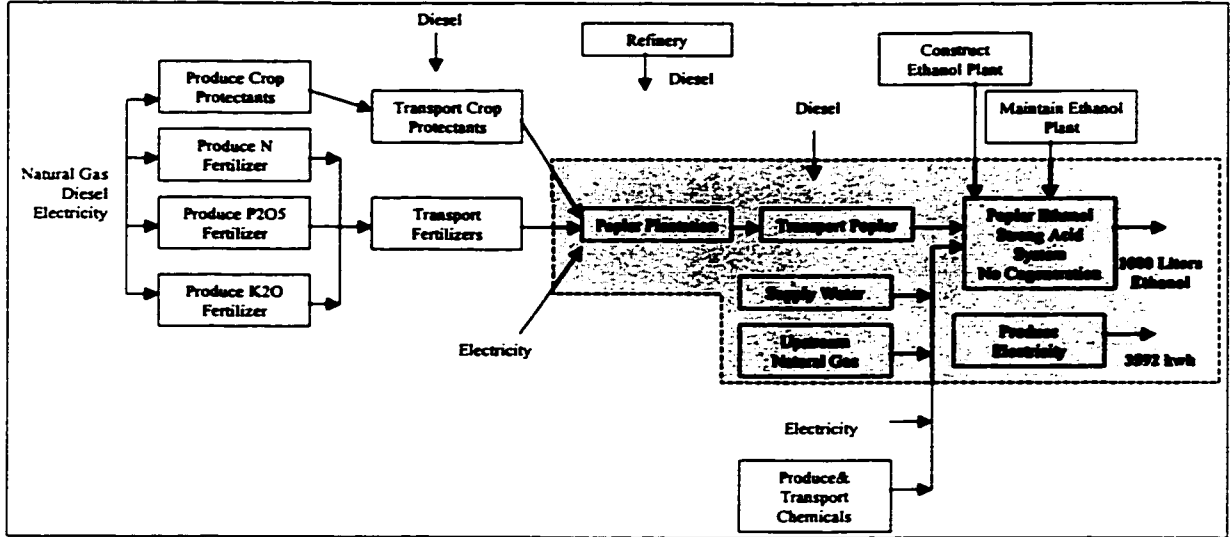 Diesel
Refinery
Diesel
Construct
Ethanol Plant
Produce Crop
Protectants
Transport Crop
Protectants
Diesel
Maintain Ethanol
Plant
Produce N
Fertilizer
Natural Gas
Diesel
Electricity
Produce P2O5
Fertilizer
Transport
Fertilizers
Poplar Plantation
Transport Poplar
Poplar Ethanol
Strong Acid
System
No Cogeneration
1000 Liters
Ethanol
Produce K2O
Fertilizer
Supply Water
Electricity
Upstream
Natural Gas
Produce
Electricity
kwh
Electricity
Produce&
Transport
Chemicals